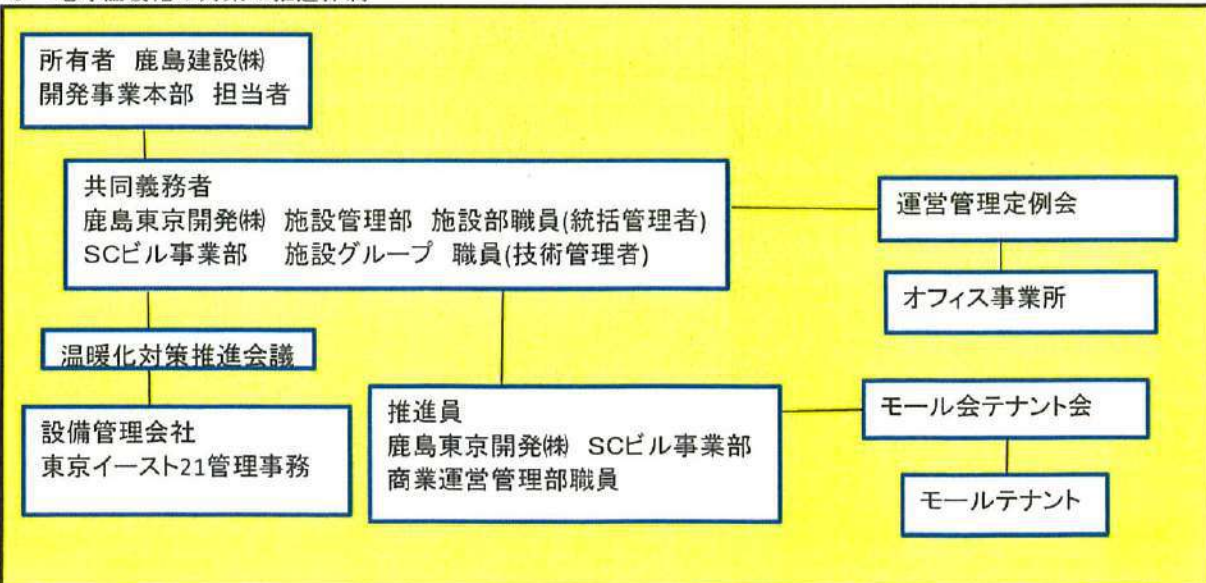 所有者 鹿島建設㈱
開発事業本部 担当者
共同義務者
鹿島東京開発㈱ 施設管理部 施設部職員(統括管理者)
SCビル事業部 施設グループ 職員(技術管理者)
運営管理定例会
オフィス事業所
温暖化対策推進会議
設備管理会社
東京イースト21管理事務
推進員
鹿島東京開発㈱ SCビル事業部
商業運営管理部職員
モール会テナント会
モールテナント